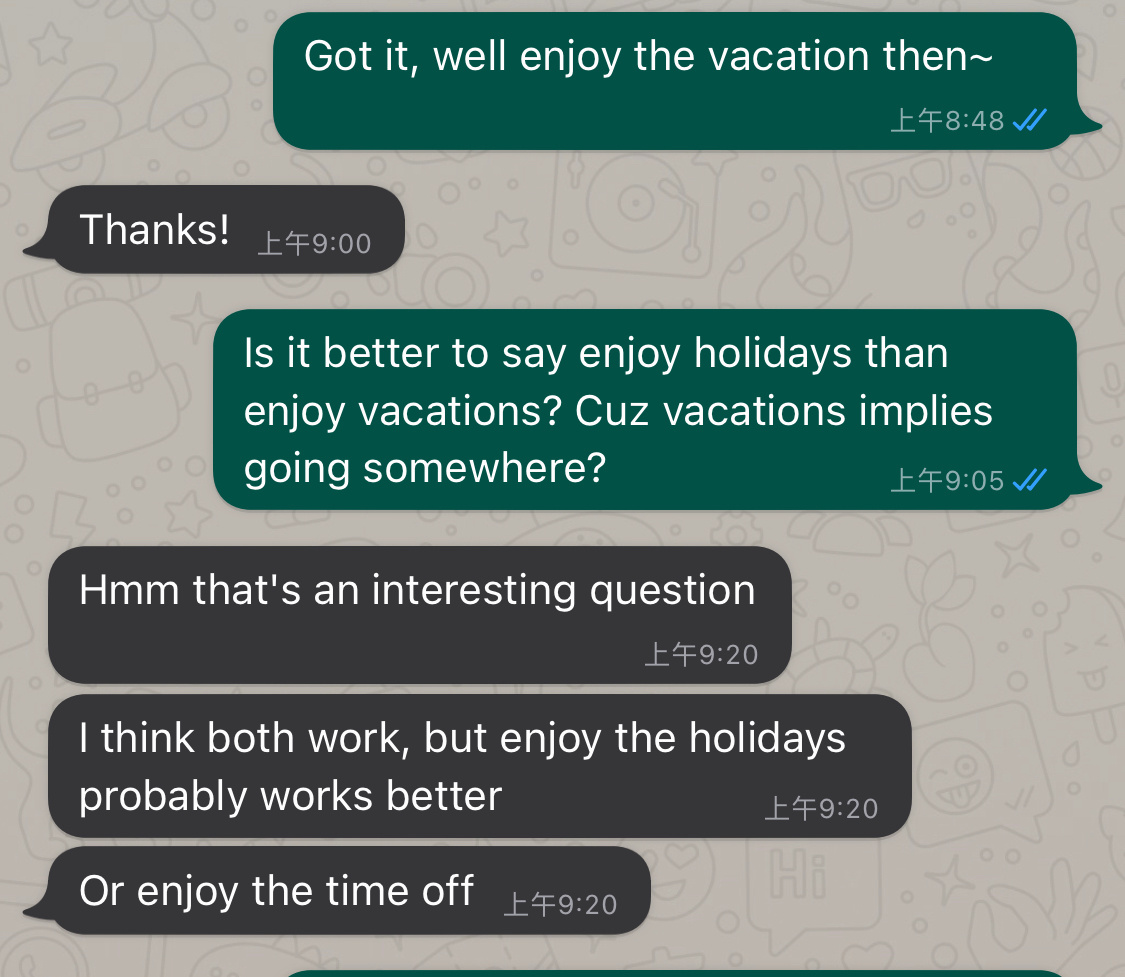 Got it, well enjoy the vacation then~
上午8:48
Thanks! 上午9:00
Is it better to say enjoy holidays than
enjoy vacations? Cuz vacations implies
going somewhere? 上午9:05
Hmm that's an interesting question
上午9:20
I think both work, but enjoy the holidays
probably works better 上午9:20
Or enjoy the time off 上午9:20
Hi